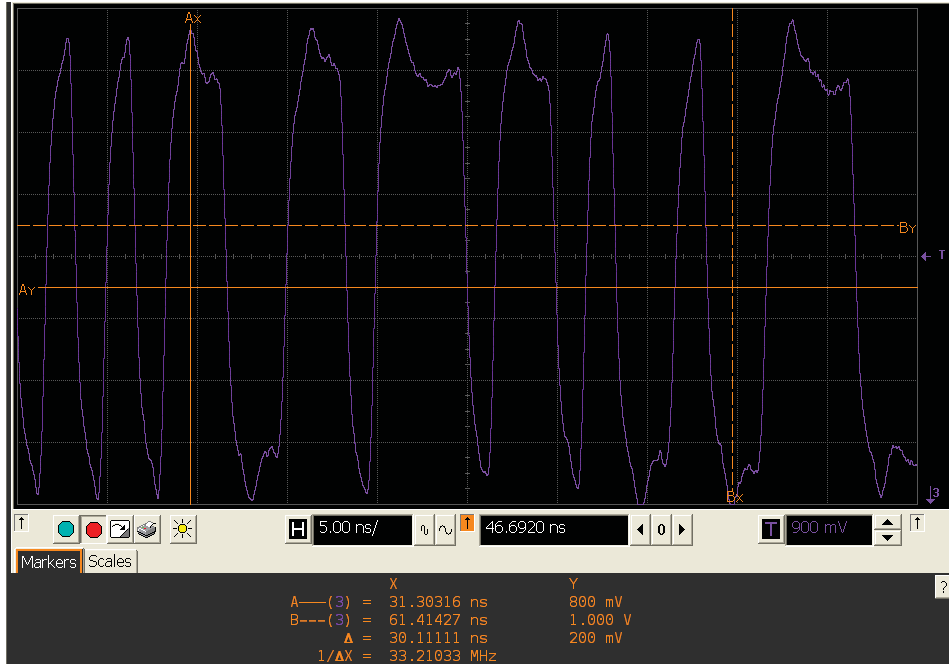 Ax
By
T
Ay
Bx
3
H 5.00 ns/ 46.6920 ns 0 T 900 mV
Markers Scales
?
X Y
A───(3) = 31.30316 ns 800 mV
B---(3) = 61.41427 ns 1.000 V
Δ = 30.11111 ns 200 mV
1/ΔX = 33.21033 MHz